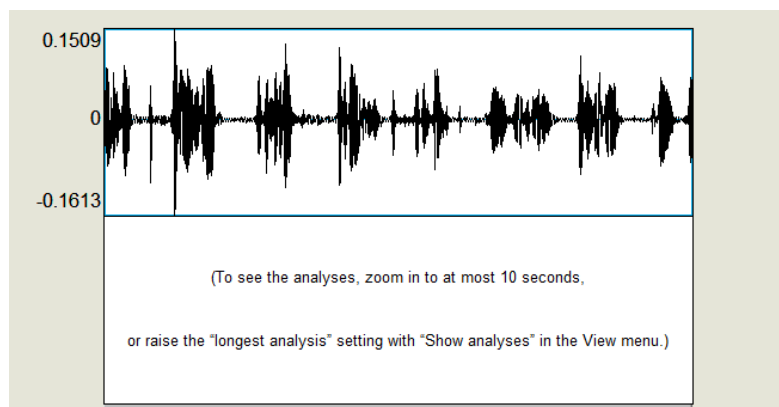 0.1509
0
-0.1613
(To see the analyses, zoom in to at most 10 seconds,
or raise the “longest analysis” setting with “Show analyses” in the View menu.)